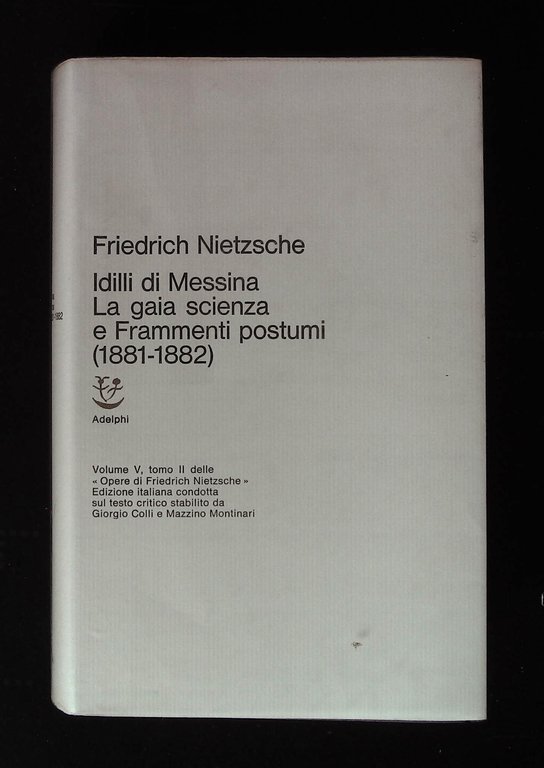 Friedrich Nietzsche
Idilli di Messina
La gaia scienza
e Frammenti postumi
(1881-1882)
Adelphi
Volume V, tomo II delle
« Opere di Friedrich Nietzsche »
Edizione italiana condotta
sul testo critico stabilito da
Giorgio Colli e Mazzino Montinari